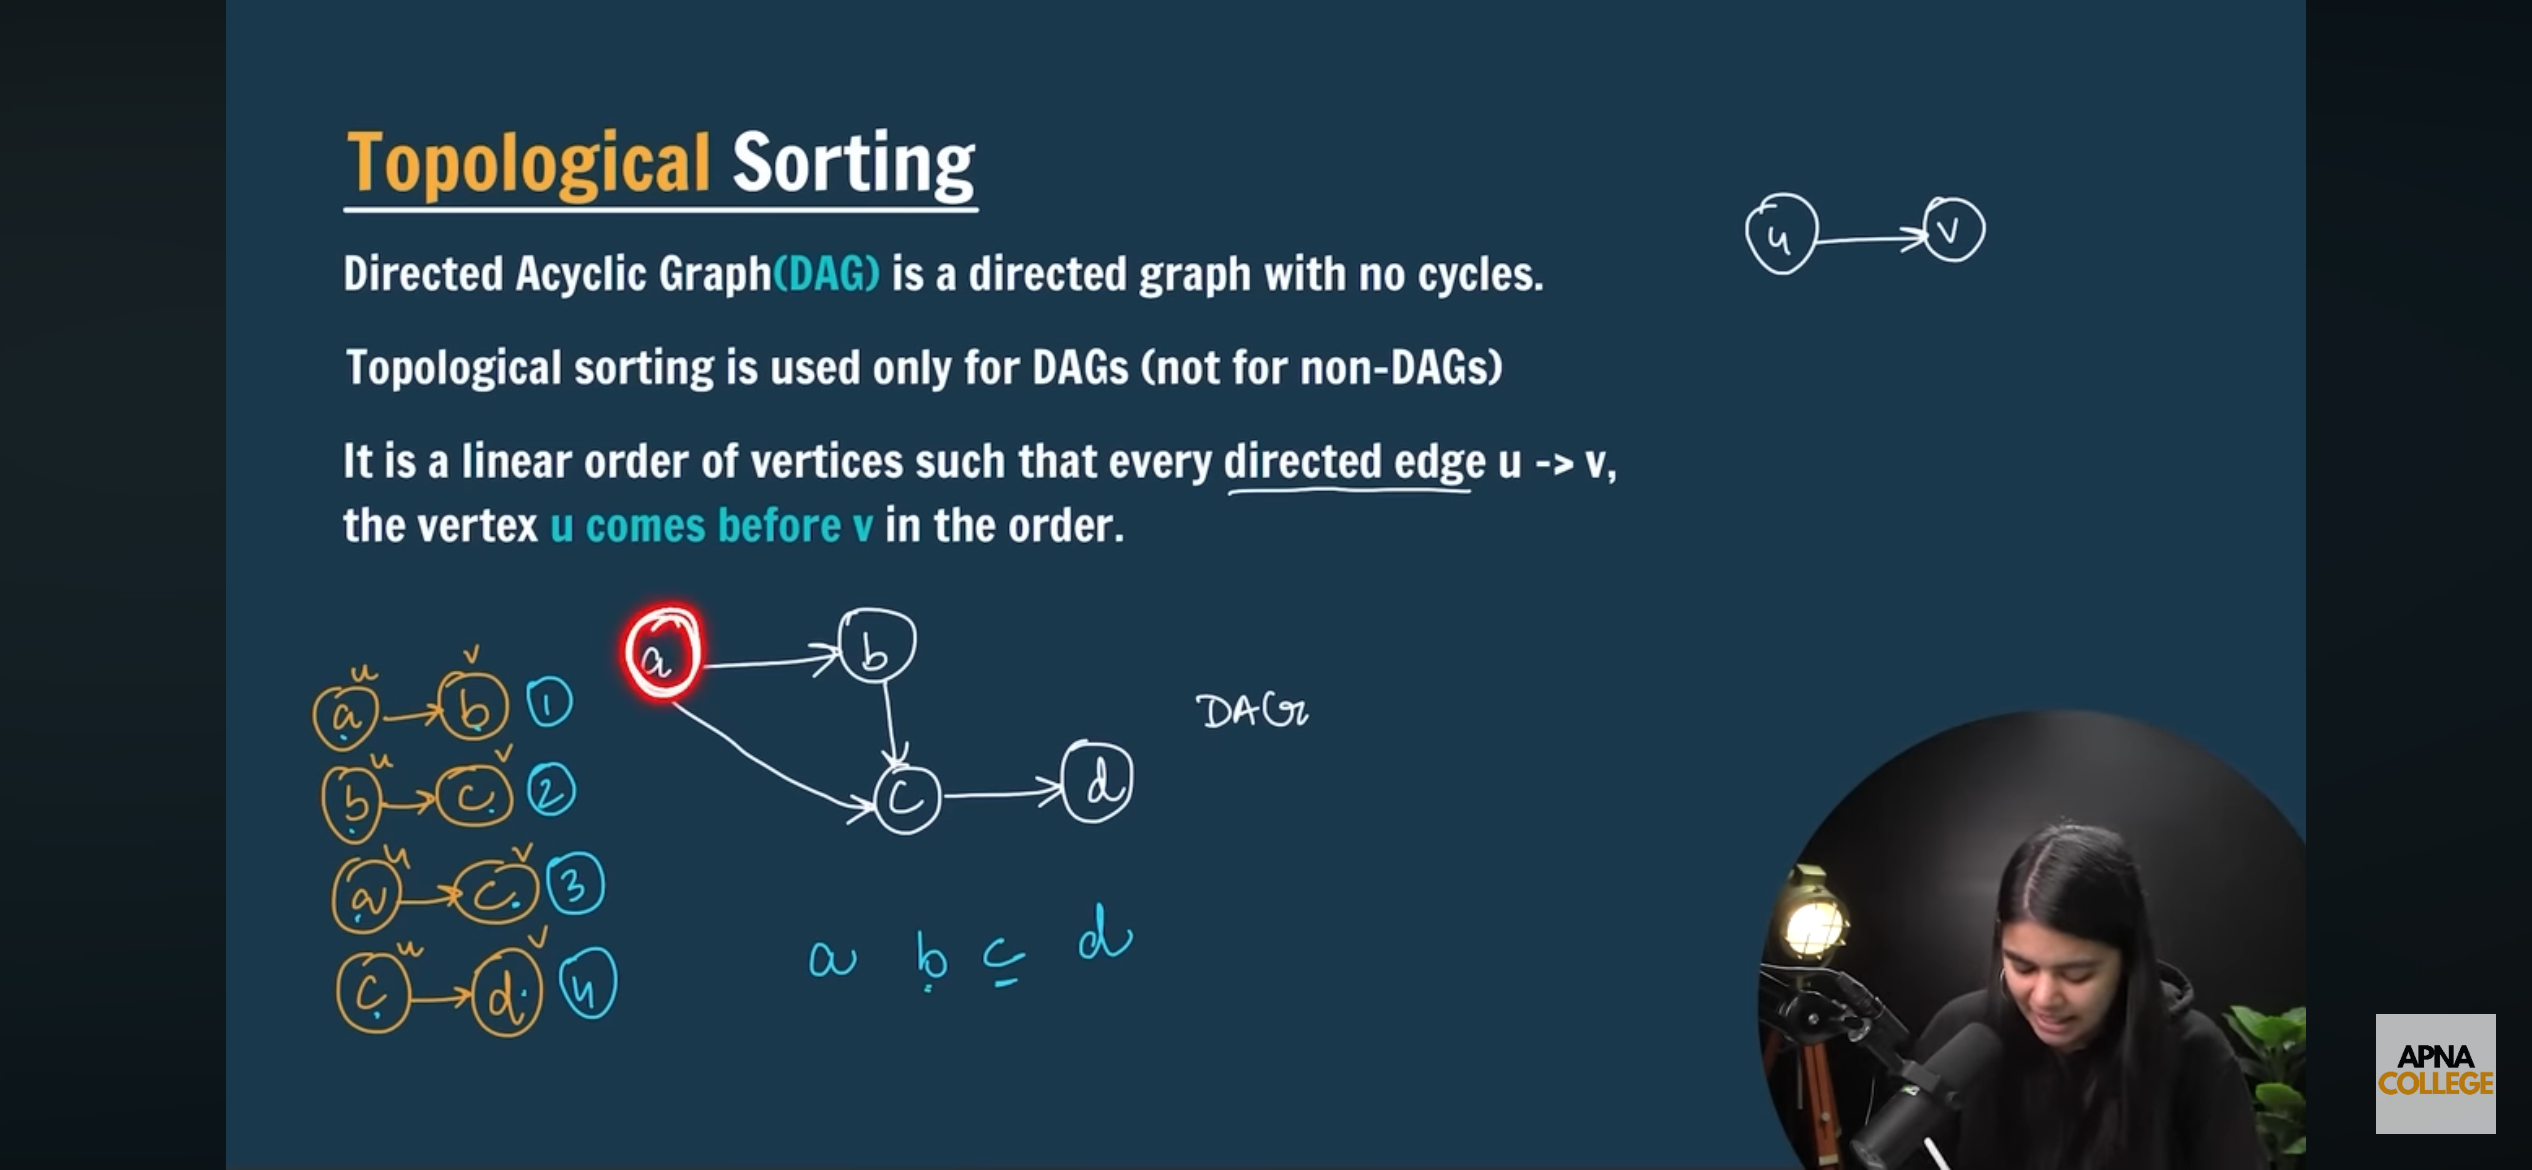 Topological Sorting
u v
Directed Acyclic Graph(DAG) is a directed graph with no cycles.
Topological sorting is used only for DAGs (not for non-DAGs)
It is a linear order of vertices such that every directed edge u -> v,
the vertex u comes before v in the order.
a b
c d
DAG
u v
a b 1
u v
b c 2
u v
a c 3
u v
c d 4
a b c d
APNA
COLLEGE